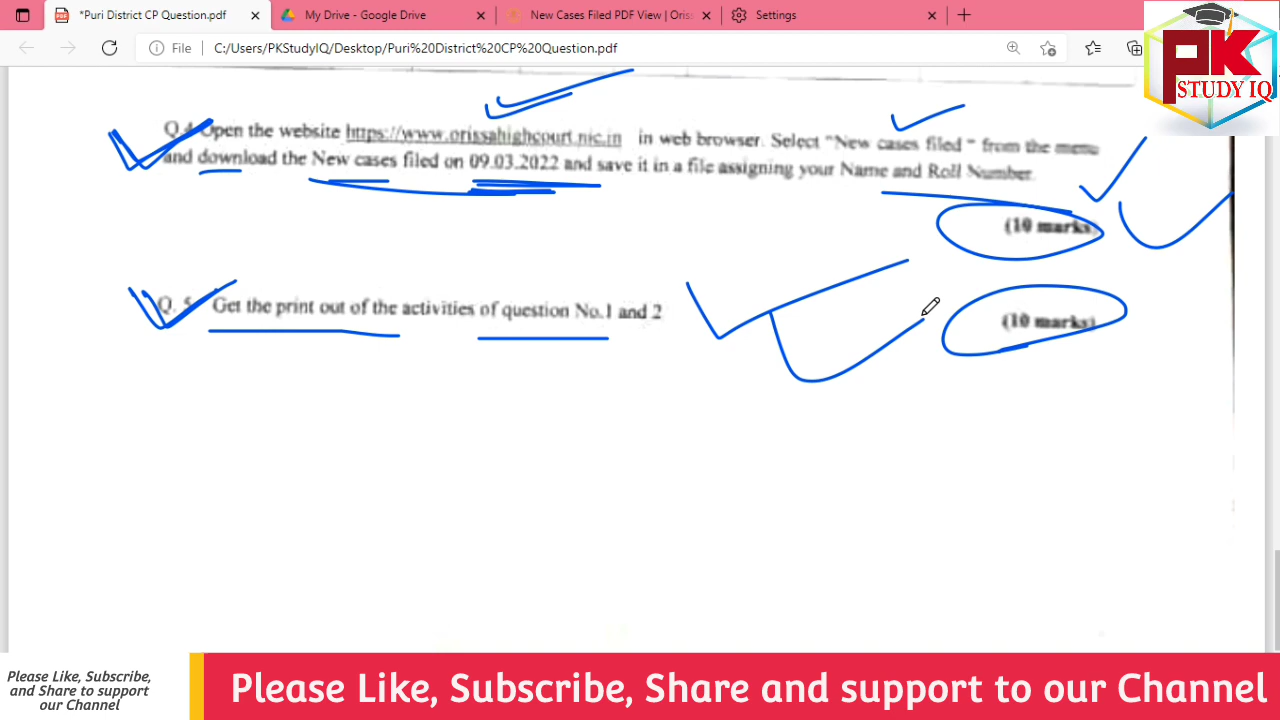 *Puri District CP Question.pdf
My Drive - Google Drive
New Cases Filed PDF View | Oris
Settings
File C:/Users/PKStudyIQ/Desktop/Puri%20District%20CP%20Question.pdf
PK
STUDY IQ
Q.4 Open the website https://www.orissahighcourt.nic.in in web browser. Select "New cases filed" from the menu
and download the New cases filed on 09.03.2022 and save it in a file assigning your Name and Roll Number.
(10 marks)
Q. 5 Get the print out of the activities of question No.1 and 2
(10 marks)
Please Like, Subscribe,
and Share to support
our Channel
Please Like, Subscribe, Share and support to our Channel